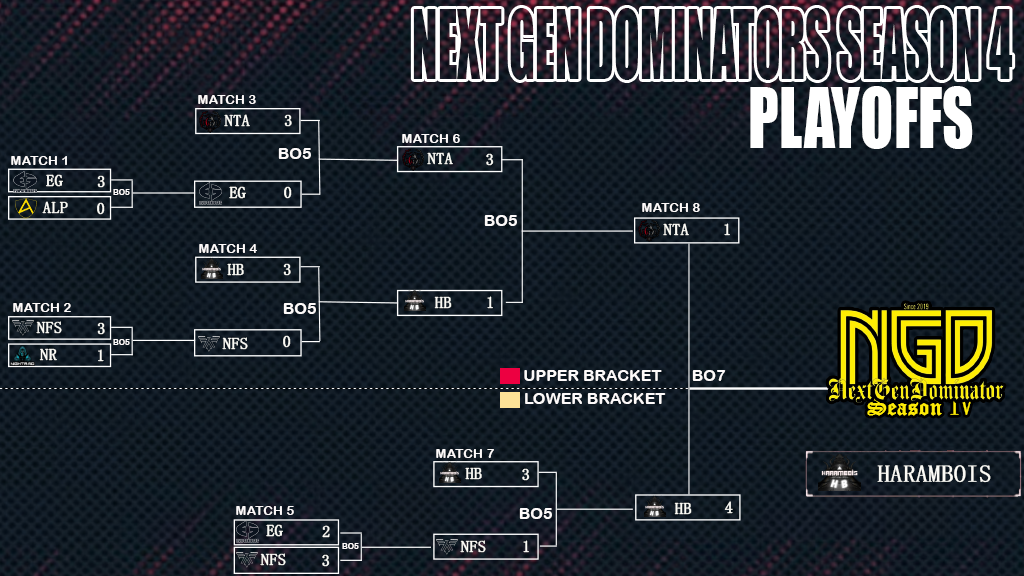 NEXT GEN DOMINATORS SEASON 4
PLAYOFFS
MATCH 3
NTA 3
BO5
EG 0
MATCH 1
EG 3
ALP 0
BO5
MATCH 6
NTA 3
BO5
HB 1
MATCH 4
HB 3
BO5
NFS 0
MATCH 2
NFS 3
NR 1
BO5
MATCH 8
NTA 1
BO7
HB 4
UPPER BRACKET
LOWER BRACKET
Since 2019
NGD
NextGenDominator
Season IV
HARAMBOIS
HB
HARAMBOIS
MATCH 7
HB 3
BO5
NFS 1
MATCH 5
EG 2
NFS 3
BO5